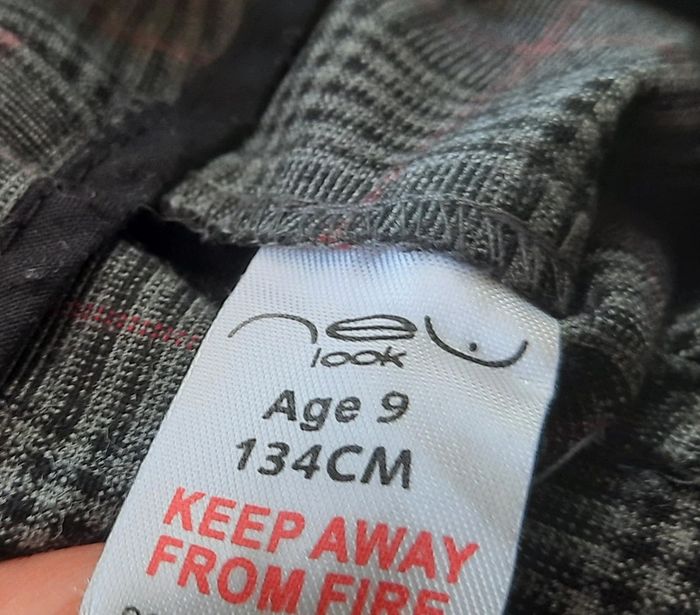 new
look
Age 9
134CM
KEEP AWAY
FROM FIRE